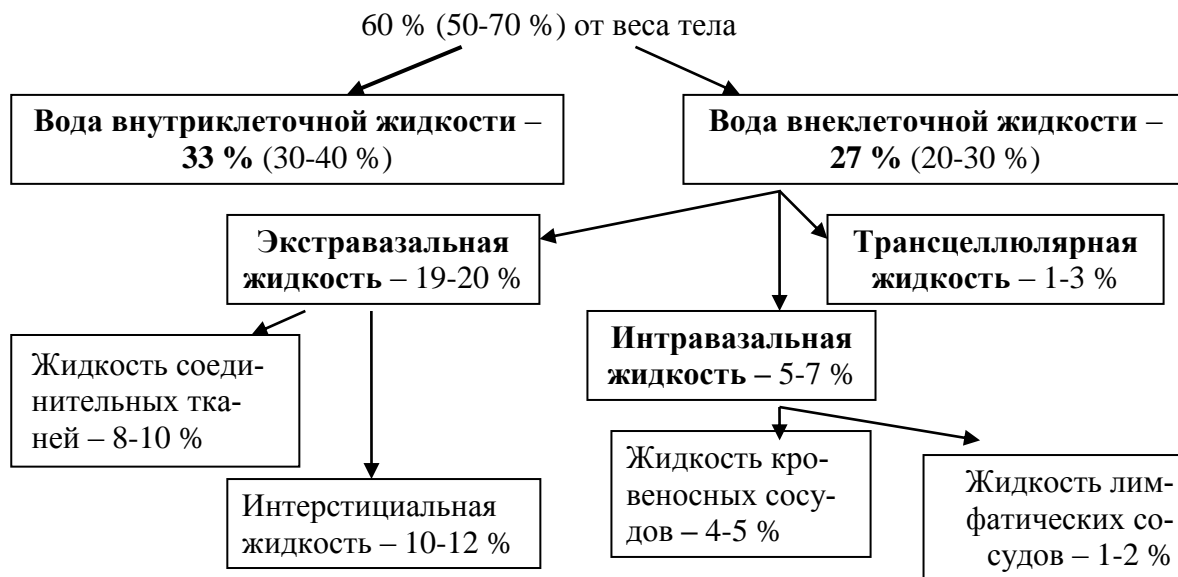 60 % (50-70 %) от веса тела
Вода внутриклеточной жидкости –
33 % (30-40 %)
Вода внеклеточной жидкости –
27 % (20-30 %)
Экстравазальная
жидкость – 19-20 %
Трансцеллюлярная
жидкость – 1-3 %
Жидкость соеди-
нительных тка-
ней – 8-10 %
Интравазальная
жидкость – 5-7 %
Интерстициальная
жидкость – 10-12 %
Жидкость кро-
веносных сосу-
дов – 4-5 %
Жидкость лим-
фатических со-
судов – 1-2 %